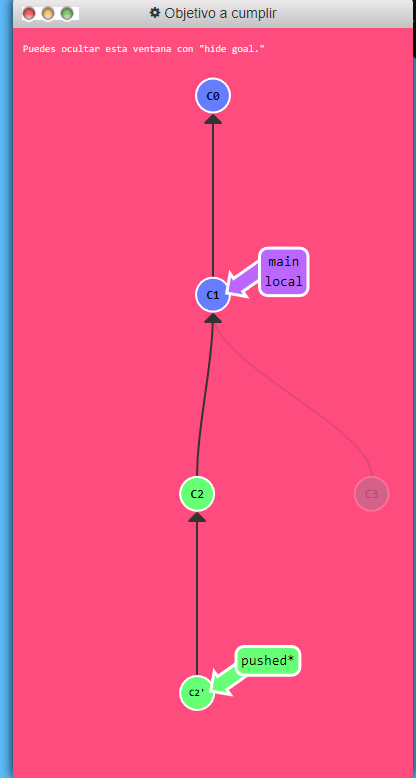 Objetivo a cumplir
Puedes ocultar esta ventana con "hide goal."
C0
main
local
C1
C2
C3
pushed*
C2'